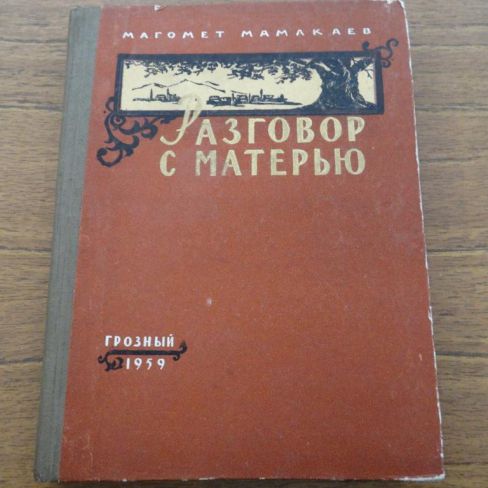 МАГОМЕТ МАМАКАЕВ
РАЗГОВОР
С МАТЕРЬЮ
ГРОЗНЫЙ
1959